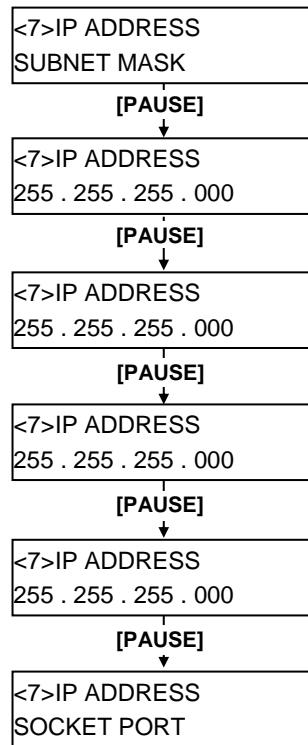 <7>IP ADDRESS
SUBNET MASK
[PAUSE]
<7>IP ADDRESS
255 . 255 . 255 . 000
[PAUSE]
<7>IP ADDRESS
255 . 255 . 255 . 000
[PAUSE]
<7>IP ADDRESS
255 . 255 . 255 . 000
[PAUSE]
<7>IP ADDRESS
255 . 255 . 255 . 000
[PAUSE]
<7>IP ADDRESS
SOCKET PORT